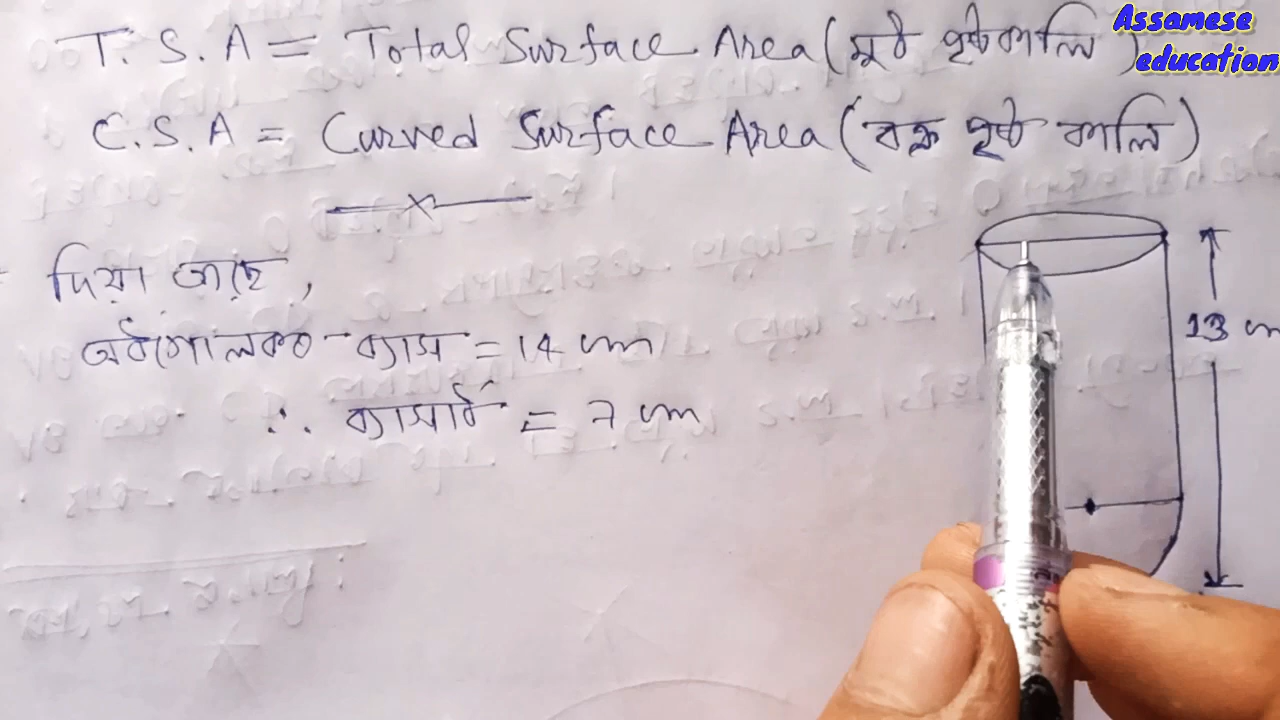 Assamese
education
T. S. A = Total Surface Area (মুঠ পৃষ্ঠকালি)
C. S. A = Curved Surface Area (বক্ৰ পৃষ্ঠ কালি)
দিয়া আছে,
অৰ্ধগোলকৰ ব্যাস = 14 cm
∴ ব্যাসাৰ্ধ = 7 cm
13 cm